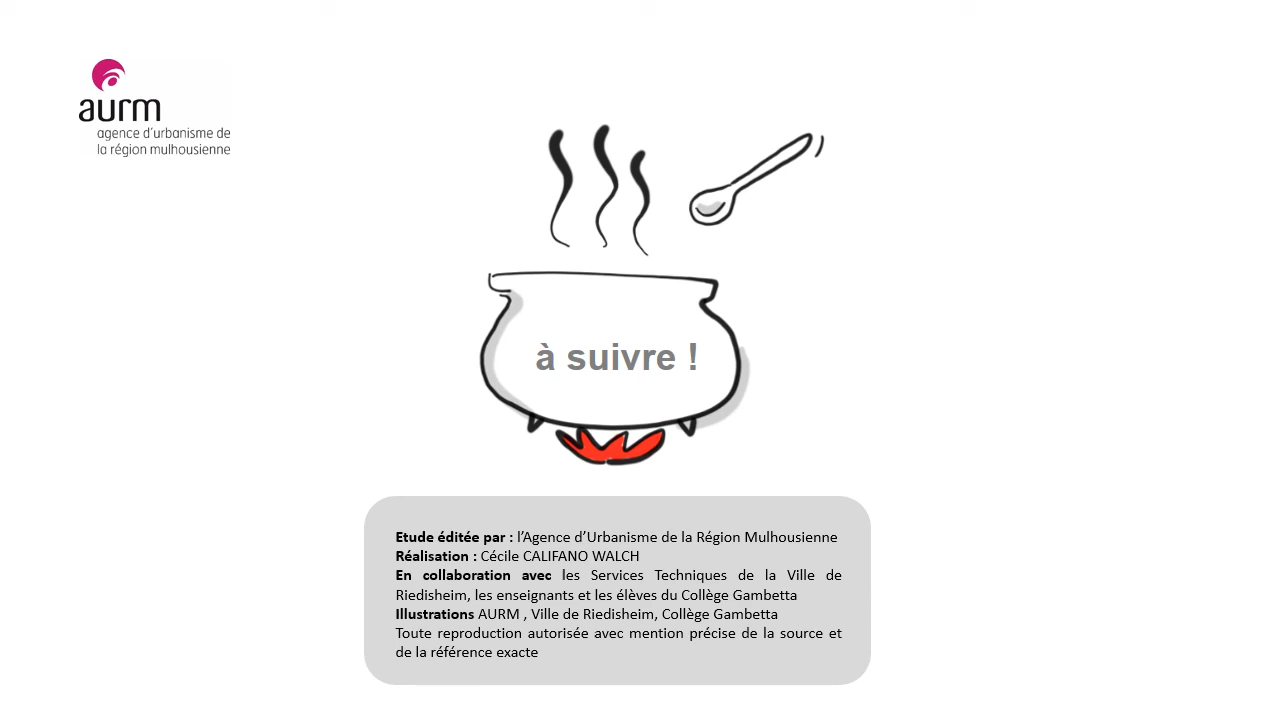 aurm
agence d'urbanisme de
la région mulhousienne
à suivre !
Etude éditée par : l’Agence d’Urbanisme de la Région Mulhousienne
Réalisation : Cécile CALIFANO WALCH
En collaboration avec les Services Techniques de la Ville de
Riedisheim, les enseignants et les élèves du Collège Gambetta
Illustrations AURM , Ville de Riedisheim, Collège Gambetta
Toute reproduction autorisée avec mention précise de la source et
de la référence exacte